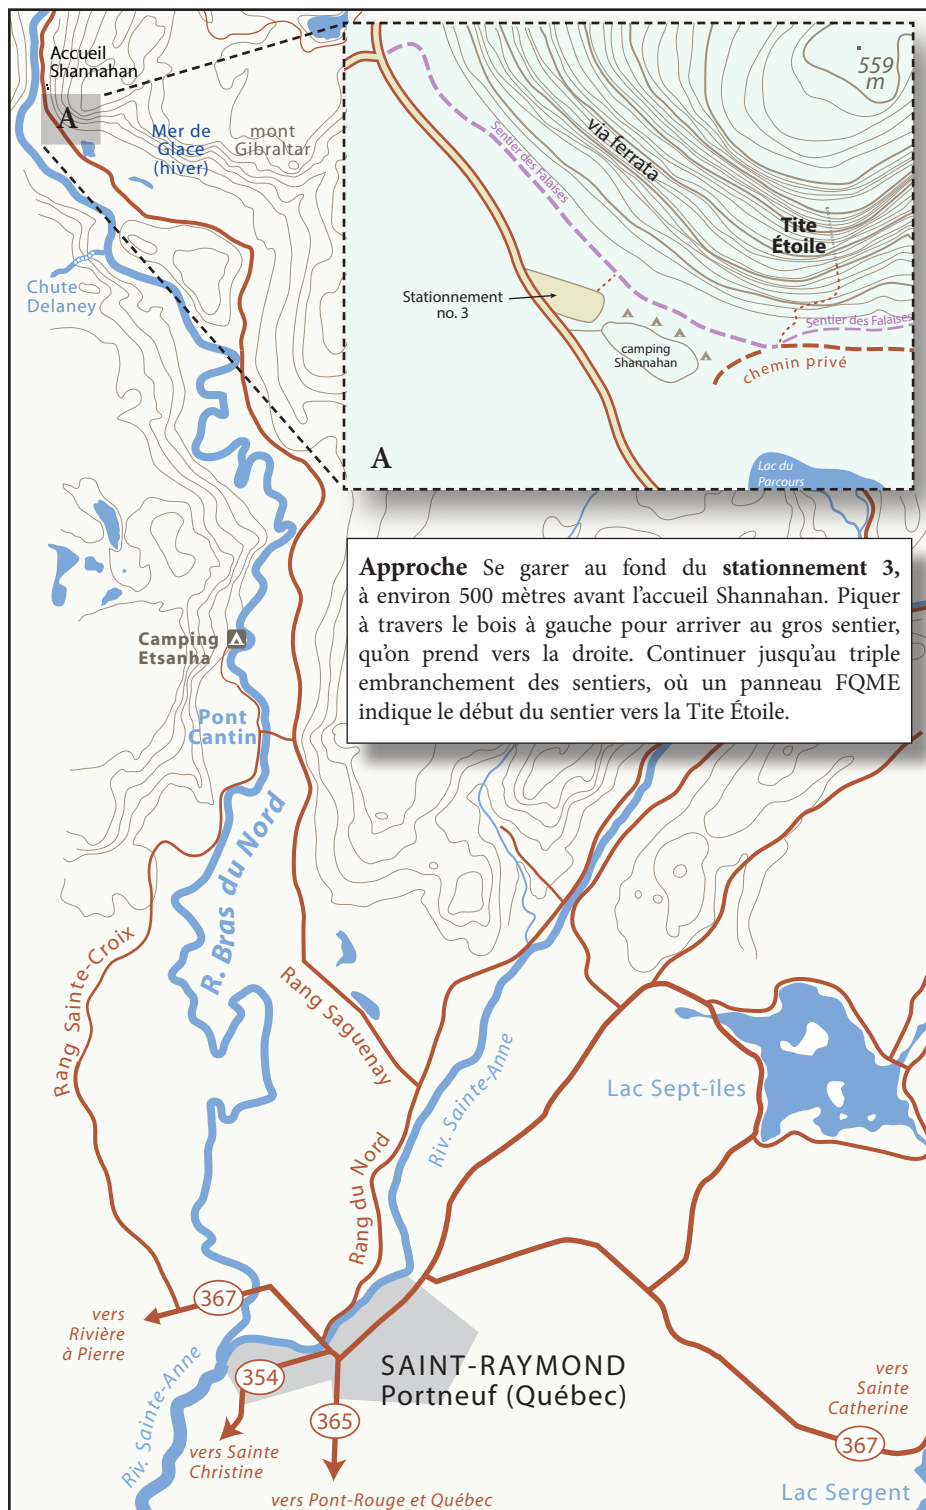 Accueil
Shannahan
A
Mer de
Glace
(hiver)
mont
Gibraltar
Chute
Delaney
559
m
via ferrata
Sentier des Falaises
Tite
Étoile
Stationnement
no. 3
camping
Shannahan
Sentier des Falaises
chemin privé
A
Lac du
Parcours
Approche Se garer au fond du stationnement 3,
à environ 500 mètres avant l'accueil Shannahan. Piquer
à travers le bois à gauche pour arriver au gros sentier,
qu'on prend vers la droite. Continuer jusqu'au triple
embranchement des sentiers, où un panneau FQME
indique le début du sentier vers la Tite Étoile.
Camping
Etsanha
Pont
Cantin
R. Bras du Nord
Rang Sainte-Croix
Rang Saguenay
Riv. Sainte-Anne
Lac Sept-îles
Rang du Nord
367
vers
Rivière
à Pierre
SAINT-RAYMOND
Portneuf (Québec)
354
365
Riv. Sainte-Anne
vers Sainte
Christine
vers Pont-Rouge et Québec
vers
Sainte
Catherine
367
Lac Sergent